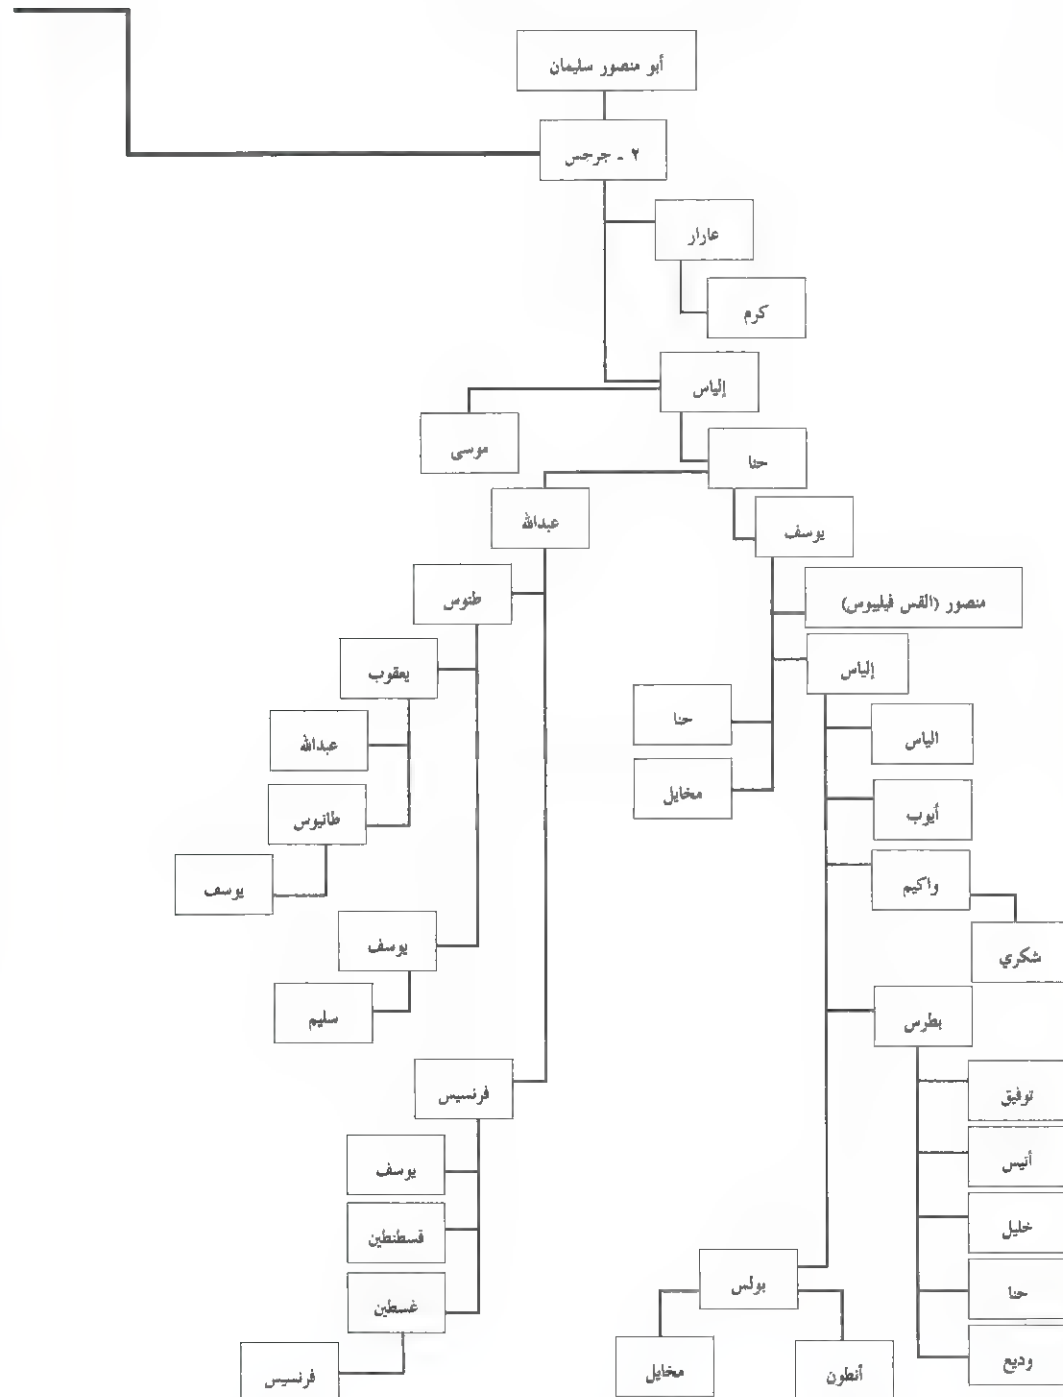 أبو منصور سليمان
٢ ـ جرجس
عارار
كرم
إلياس
موسى
حنا
عبدالله
يوسف
طنوس
منصور (القس فيليبوس)
يعقوب
إلياس
حنا
عبدالله
الياس
مخايل
طانيوس
أيوب
يوسف
واكيم
يوسف
شكري
سليم
بطرس
فرنسيس
توفيق
يوسف
أنيس
قسطنطين
خليل
غسطين
بولس
حنا
فرنسيس
مخايل
أنطون
وديع